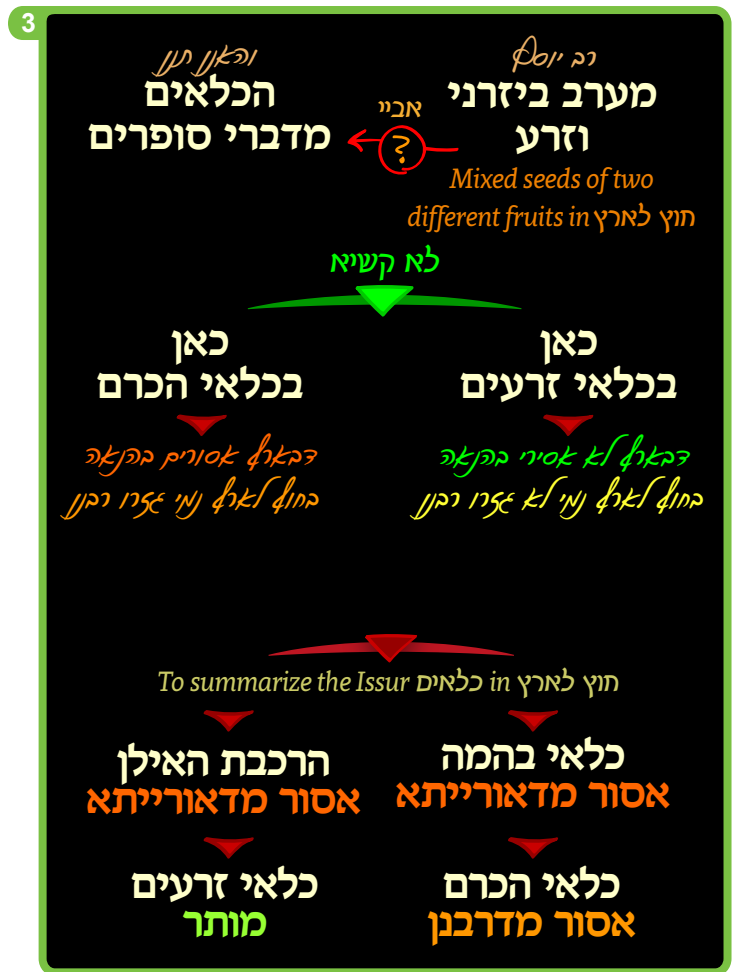 3
רב יוסף
מערב ביזרני
וזרע
Mixed seeds of two
different fruits in חוץ לארץ
אביי
?
והאנן תנן
הכלאים
מדברי סופרים
לא קשיא
כאן
בכלאי זרעים
דבארץ לא אסירי בהנאה
בחוץ לארץ נמי לא גזרו רבנן
כאן
בכלאי הכרם
דבארץ אסורים בהנאה
בחוץ לארץ נמי גזרו רבנן
To summarize the Issur כלאים in חוץ לארץ
כלאי בהמה
אסור מדאורייתא
הרכבת האילן
אסור מדאורייתא
כלאי הכרם
אסור מדרבנן
כלאי זרעים
מותר